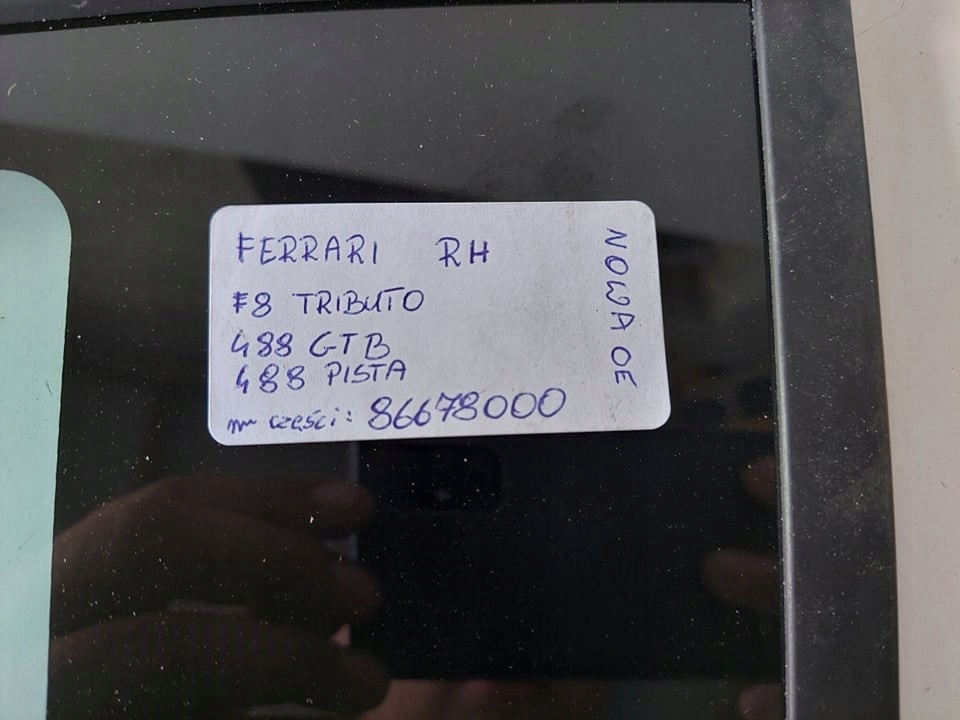 FERRARI RH
F8 TRIBUTO
488 GTB
488 PISTA
nr części: 86678000
NOWA OE